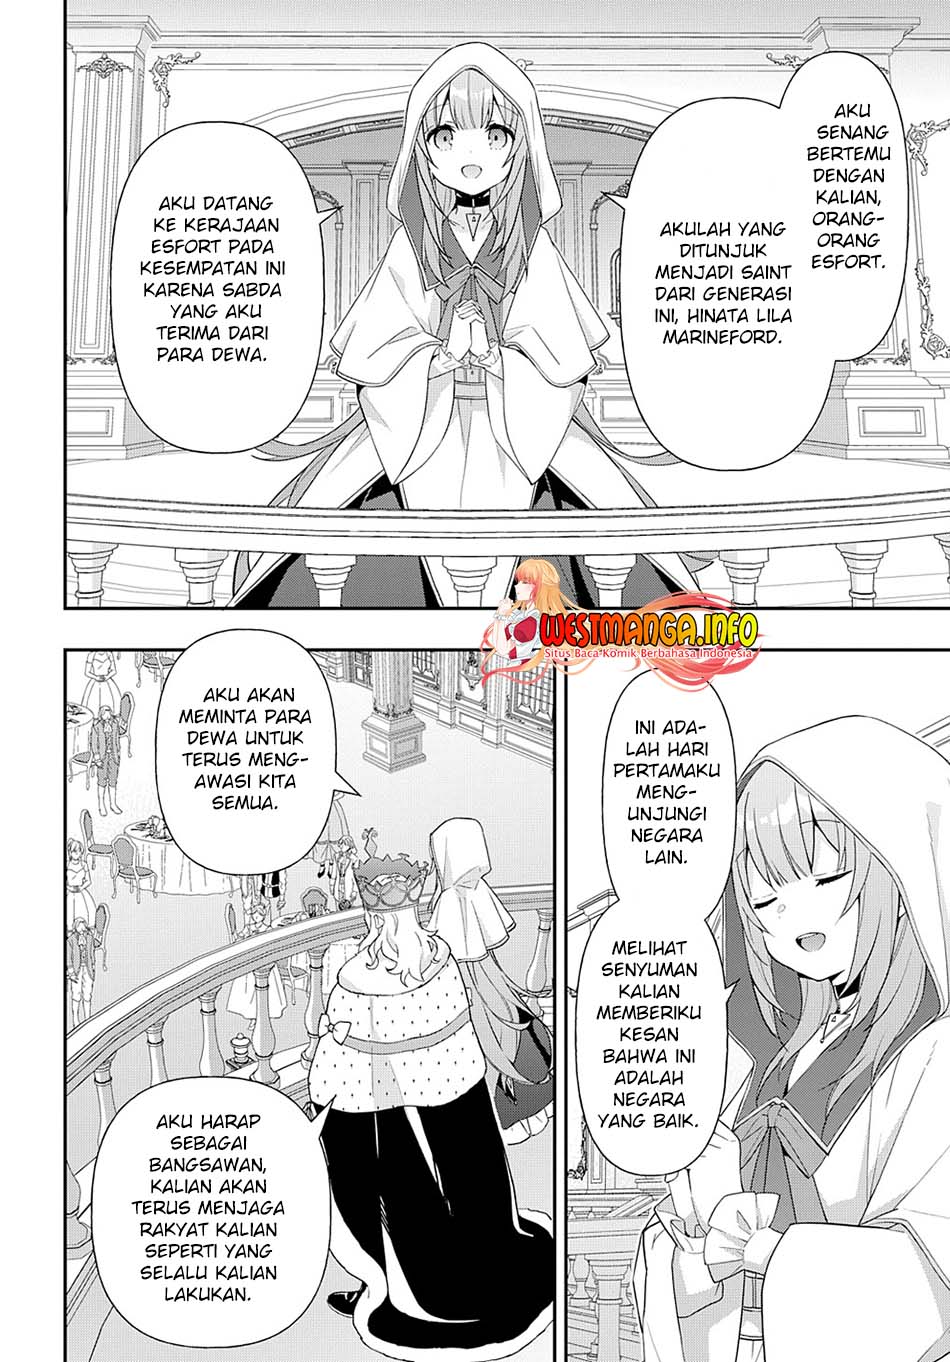 AKU
SENANG
BERTEMU
DENGAN
KALIAN,
ORANG-
ORANG
ESFORT.
AKULAH YANG
DITUNJUK
MENJADI SAINT
DARI GENERASI
INI, HINATA LILA
MARINEFORD.
AKU DATANG
KE KERAJAAN
ESFORT PADA
KESEMPATAN INI
KARENA SABDA
YANG AKU
TERIMA DARI
PARA DEWA.
WESTMANGA.INFO
Situs Baca Komik Berbahasa Indonesia
INI ADA-
LAH HARI
PERTAMAKU
MENG-
UNJUNGI
NEGARA
LAIN.
MELIHAT
SENYUMAN
KALIAN
MEMBERIKU
KESAN
BAHWA INI
ADALAH
NEGARA
YANG BAIK.
AKU AKAN
MEMINTA PARA
DEWA UNTUK
TERUS MENG-
AWASI KITA
SEMUA.
AKU HARAP
SEBAGAI
BANGSAWAN,
KALIAN AKAN
TERUS MENJAGA
RAKYAT KALIAN
SEPERTI YANG
SELALU KALIAN
LAKUKAN.